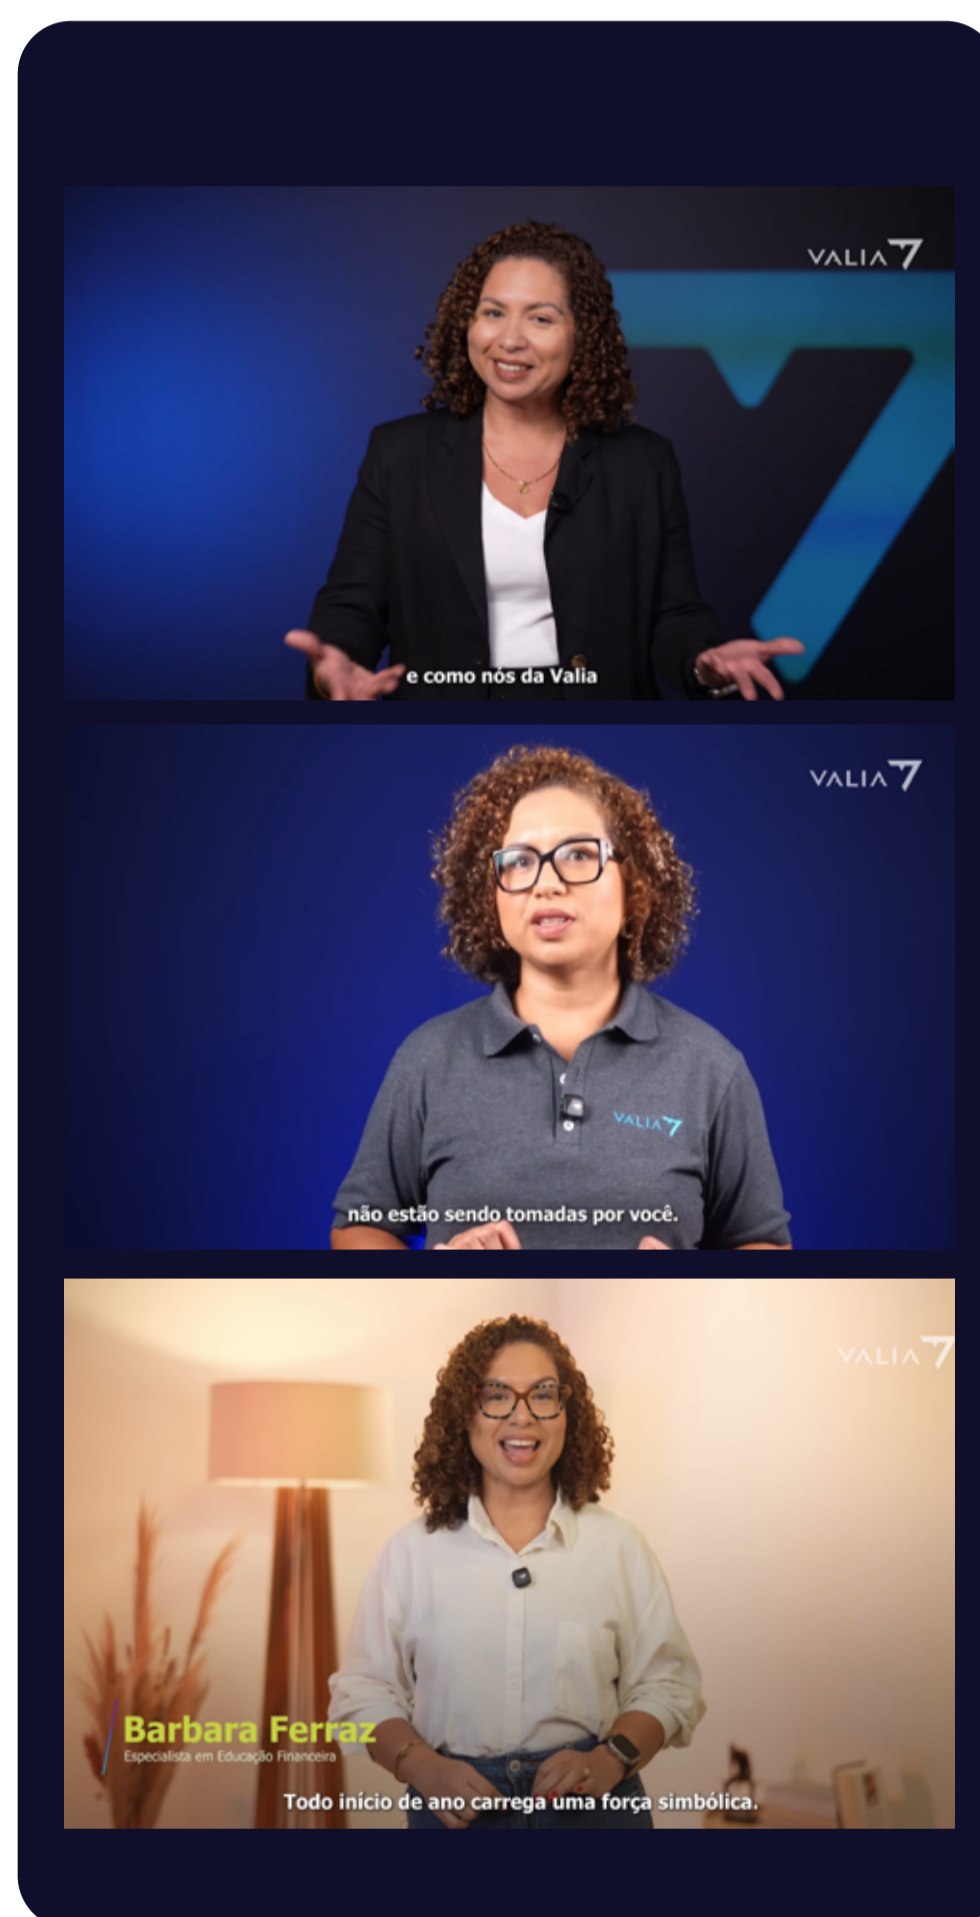 VALIA
e como nós da Valia
VALIA
VALIA
não estão sendo tomadas por você.
VALIA
Barbara Ferraz
Especialista em Educação Financeira
Todo início de ano carrega uma força simbólica.